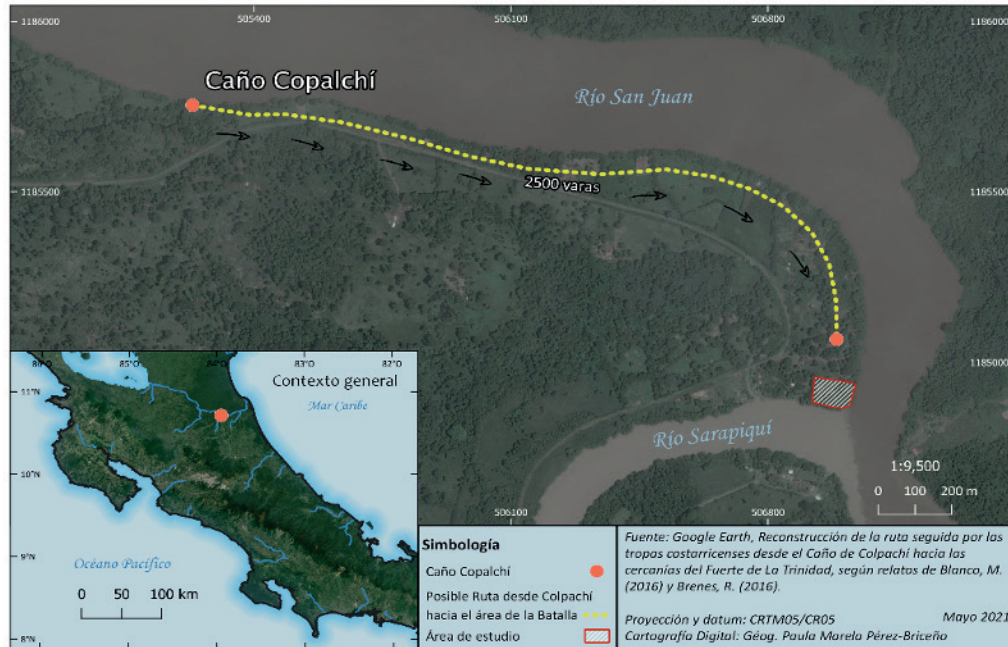 1186000
505400
506100
506800
1186000
Caño Copalchí
Río San Juan
1185500
2500 varas
1185500
1185000
Río Sarapiquí
1:9,500
0 100 200 m
506100
506800
85°O
84°O
83°O
82°O
Contexto general
Mar Caribe
11°N
10°N
9°N
8°N
Océano Pacífico
0 50 100 km
Simbología
Caño Copalchí
Posible Ruta desde Colpachí
hacia el área de la Batalla
Área de estudio
Fuente: Google Earth, Reconstrucción de la ruta seguida por las
tropas costarricenses desde el Caño de Colpachí hacia las
cercanías del Fuerte de La Trinidad, según relatos de Blanco, M.
(2016) y Brenes, R. (2016).
Proyección y datum: CRTM05/CR05
Mayo 2021
Cartografía Digital: Géog. Paula Marela Pérez-Briceño